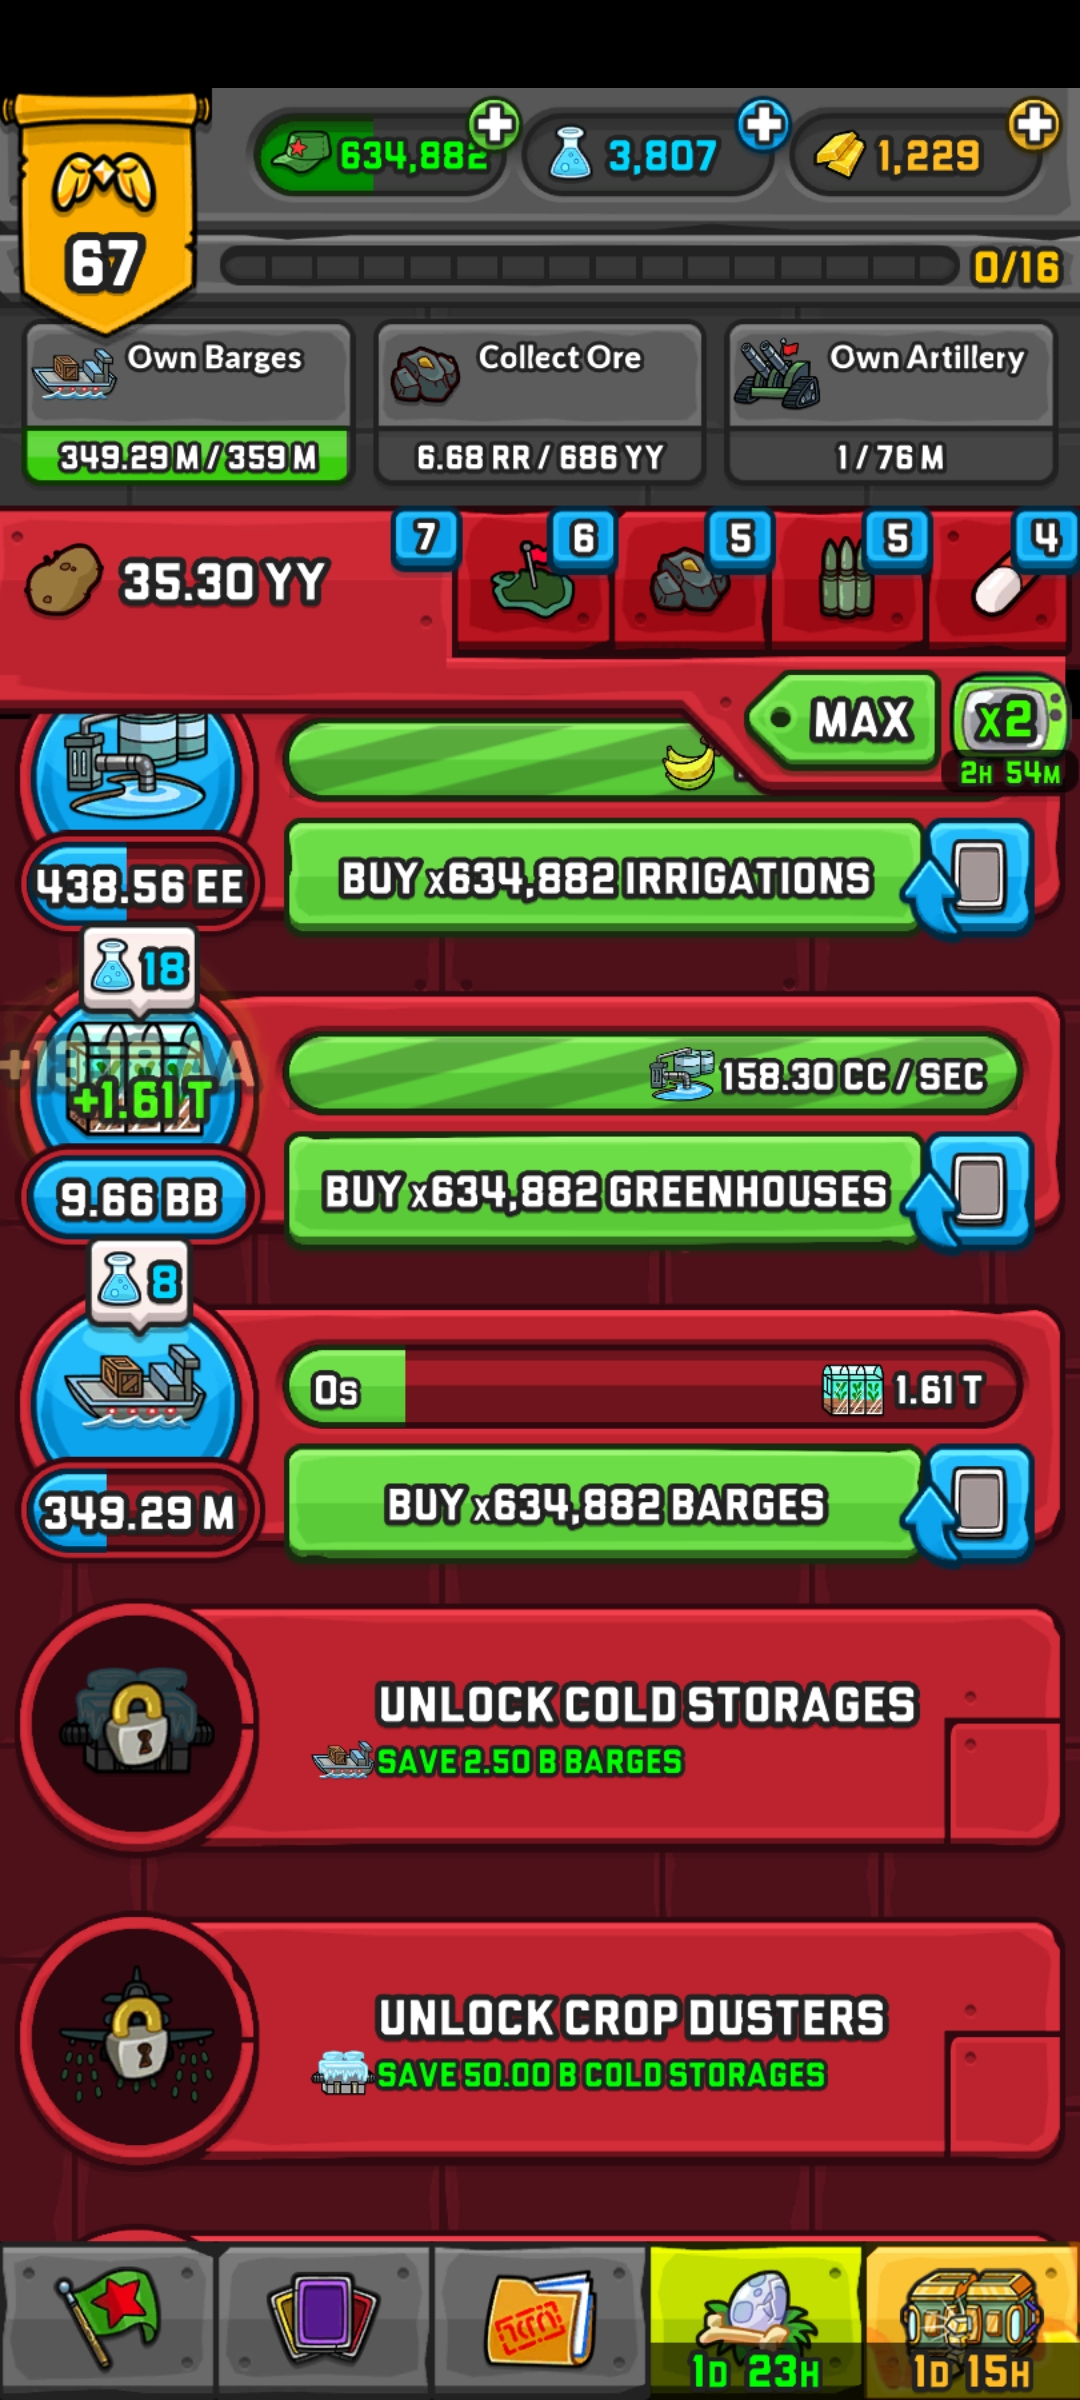 634,882
3,807
1,229
67
0/16
Own Barges
349.29 M / 359 M
Collect Ore
6.68 RR / 686 YY
Own Artillery
1 / 76 M
35.30 YY
7
6
5
5
4
MAX
x2
2H 54M
438.56 EE
BUY x634,882 IRRIGATIONS
18
+1.61 T
158.30 CC / SEC
9.66 BB
BUY x634,882 GREENHOUSES
8
0s
1.61 T
349.29 M
BUY x634,882 BARGES
UNLOCK COLD STORAGES
SAVE 2.50 B BARGES
UNLOCK CROP DUSTERS
SAVE 50.00 B COLD STORAGES
1D 23H
1D 15H